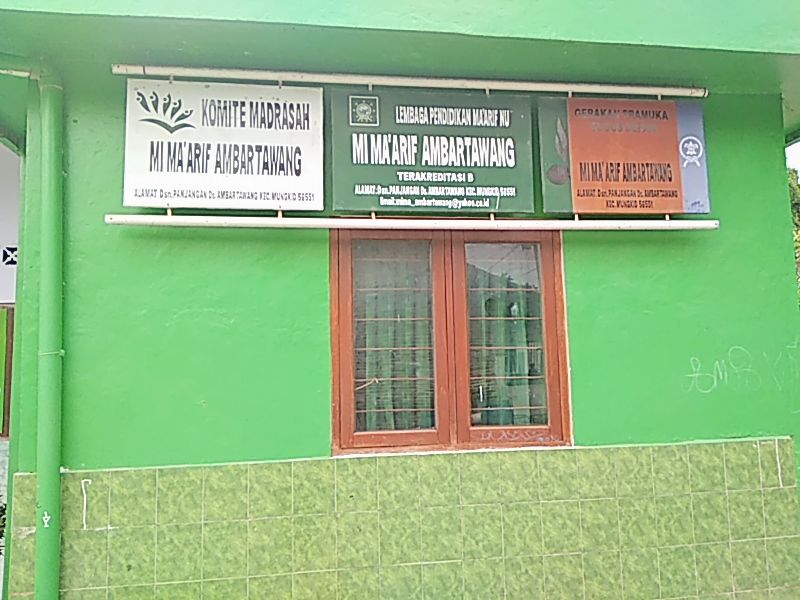 KOMITE MADRASAH
MI MA'ARIF AMBARTAWANG
ALAMAT: Dsn. PANJANGAN Ds. AMBARTAWANG KEC. MUNGKID 56551
LEMBAGA PENDIDIKAN MA'ARIF NU
MI MA'ARIF AMBARTAWANG
TERAKREDITASI B
ALAMAT: Dsn. PANJANGAN Ds. AMBARTAWANG KEC. MUNGKID 56551
Email:mima_ambartawang@yahoo.co.id
GERAKAN PRAMUKA
GUGUS DEPAN
MI MA'ARIF AMBARTAWANG
ALAMAT: Dsn. PANJANGAN Ds. AMBARTAWANG
KEC. MUNGKID 56551